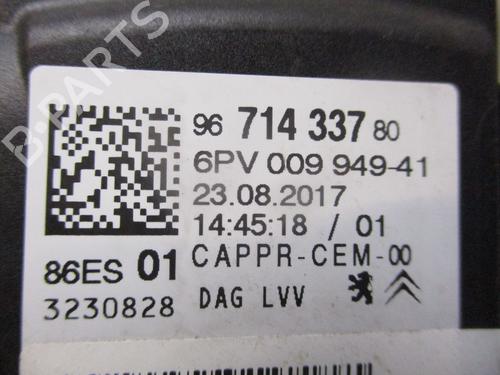 B-PARTS
96 714 337 80
6PV 009 949-41
23.08.2017
14:45:18 / 01
86ES 01 CAPPR-CEM-00
3230828 DAG LVV